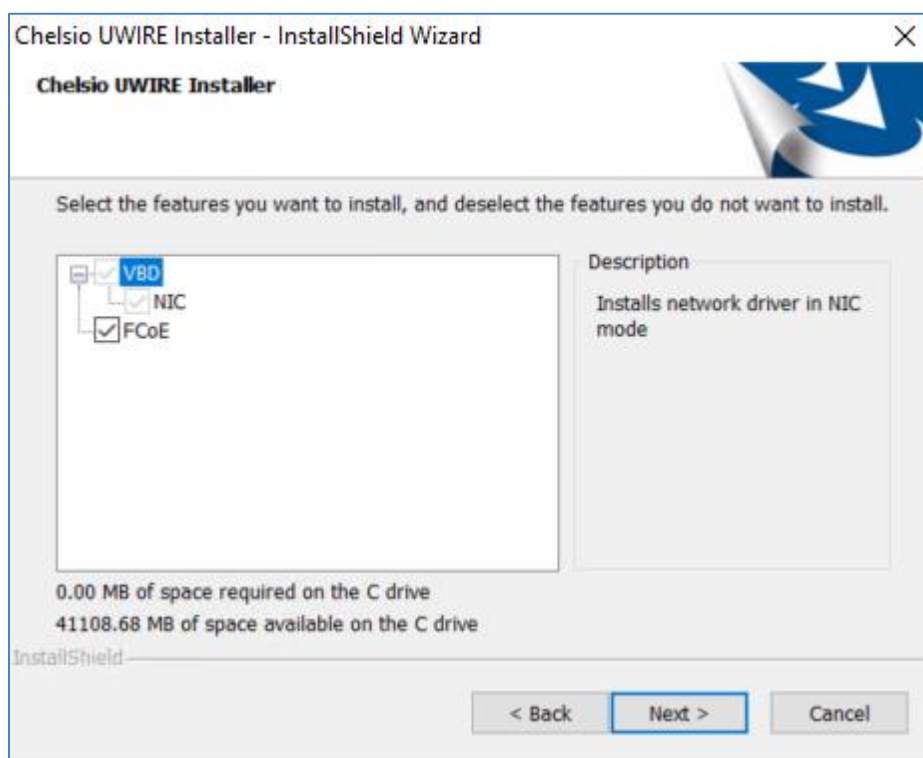 Chelsio UWIRE Installer - InstallShield Wizard
Chelsio UWIRE Installer
Select the features you want to install, and deselect the features you do not want to install.
VBD
NIC
FCoE
Description
Installs network driver in NIC
mode
0.00 MB of space required on the C drive
41108.68 MB of space available on the C drive
InstallShield
< Back
Next >
Cancel